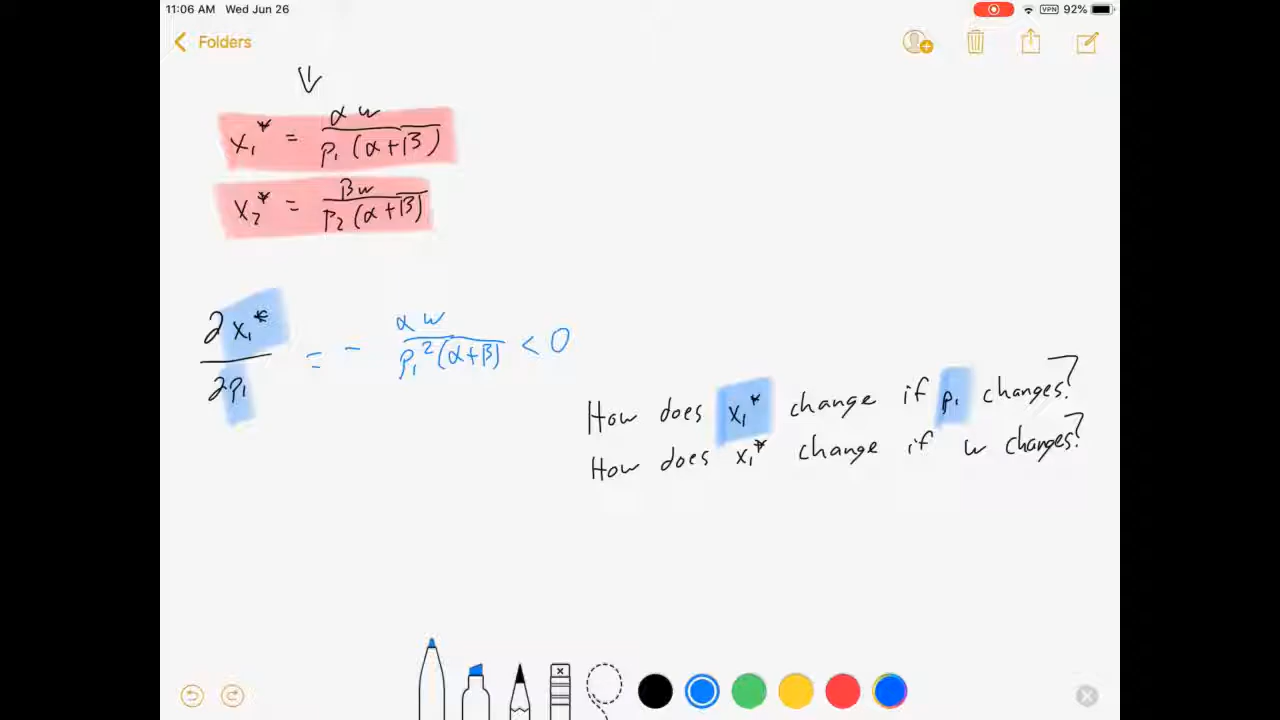 11:06 AM Wed Jun 26
VPN 92%
Folders
⇓
x₁* = αw / p₁(α+β)
x₂* = βw / p₂(α+β)
∂x₁* / ∂p₁ = - αw / p₁²(α+β) < 0
How does x₁* change if p₁ changes?
How does x₁* change if w changes?